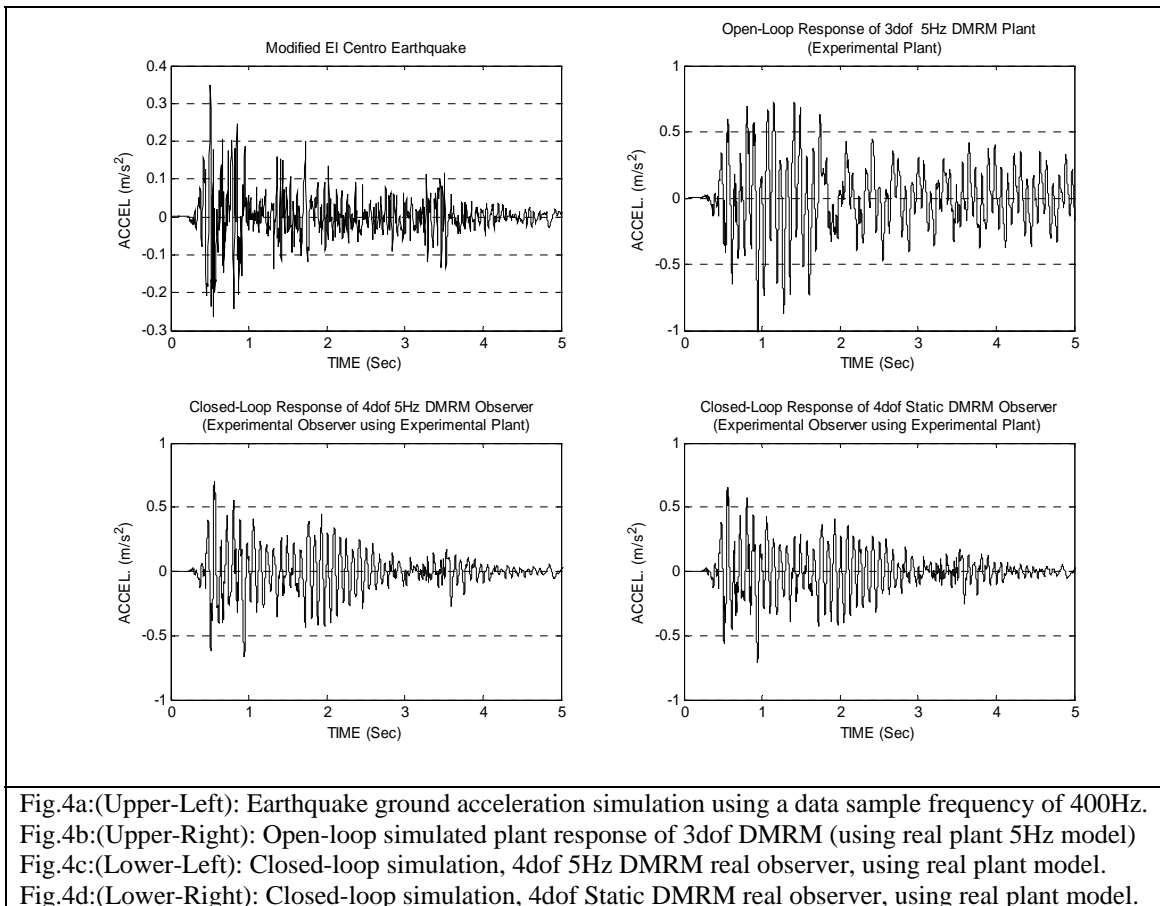 Modified El Centro Earthquake
0.4
0.3
0.2
0.1
0
-0.1
-0.2
-0.3
ACCEL (m/s²)
0 1 2 3 4 5
TIME (Sec)
Open-Loop Response of 3dof 5Hz DMRM Plant
(Experimental Plant)
1
0.5
0
-0.5
-1
ACCEL. (m/s²)
0 1 2 3 4 5
TIME (Sec)
Closed-Loop Response of 4dof 5Hz DMRM Observer
(Experimental Observer using Experimental Plant)
1
0.5
0
-0.5
-1
ACCEL. (m/s²)
0 1 2 3 4 5
TIME (Sec)
Closed-Loop Response of 4dof Static DMRM Observer
(Experimental Observer using Experimental Plant)
1
0.5
0
-0.5
-1
ACCEL. (m/s²)
0 1 2 3 4 5
TIME (Sec)
Fig.4a:(Upper-Left): Earthquake ground acceleration simulation using a data sample frequency of 400Hz.
Fig.4b:(Upper-Right): Open-loop simulated plant response of 3dof DMRM (using real plant 5Hz model)
Fig.4c:(Lower-Left): Closed-loop simulation, 4dof 5Hz DMRM real observer, using real plant model.
Fig.4d:(Lower-Right): Closed-loop simulation, 4dof Static DMRM real observer, using real plant model.